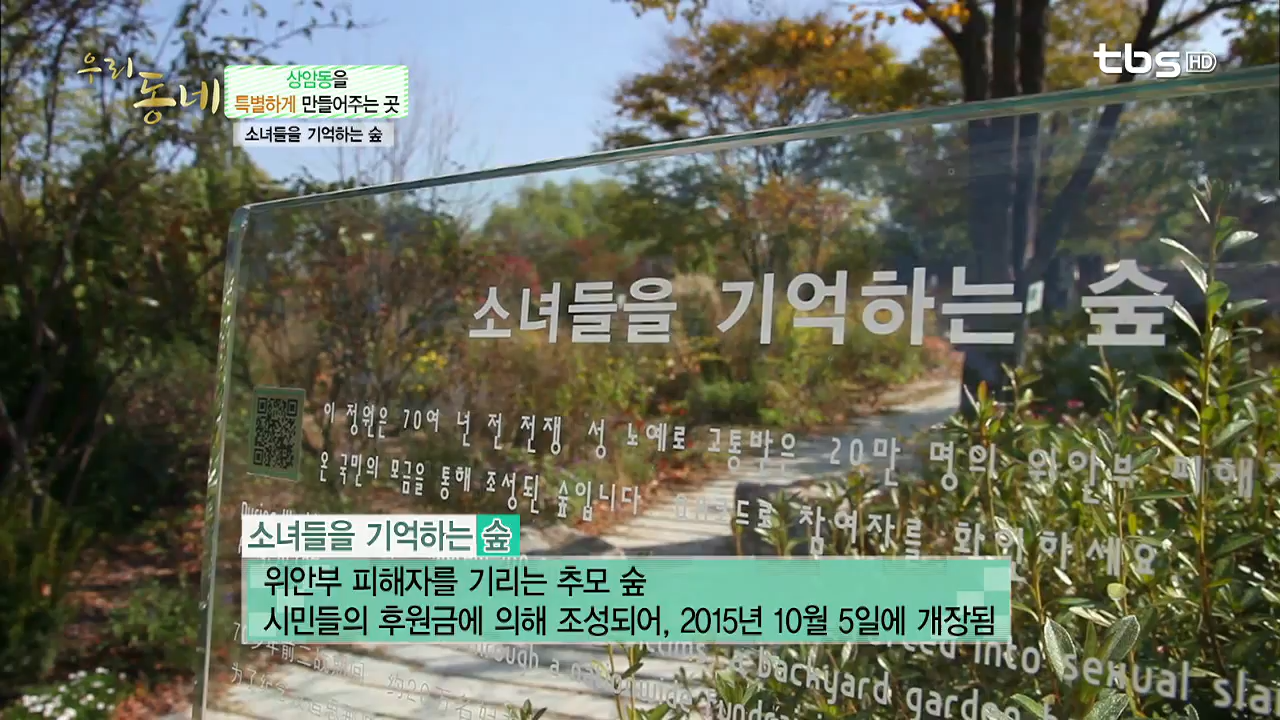 우리 동네
상암동을
특별하게 만들어주는 곳
소녀들을 기억하는 숲
tbs HD
소녀들을 기억하는 숲
이 정원은 70여 년 전 전쟁 성 노예로 고통받은 20만 명의 위안부 피해
온 국민의 모금을 통해 조성된 숲입니다 참여자를 확인하세요
During
소녀들을 기억하는 숲
위안부 피해자를 기리는 추모 숲
시민들의 후원금에 의해 조성되어, 2015년 10월 5일에 개장됨
into sexual
through a backyard garden